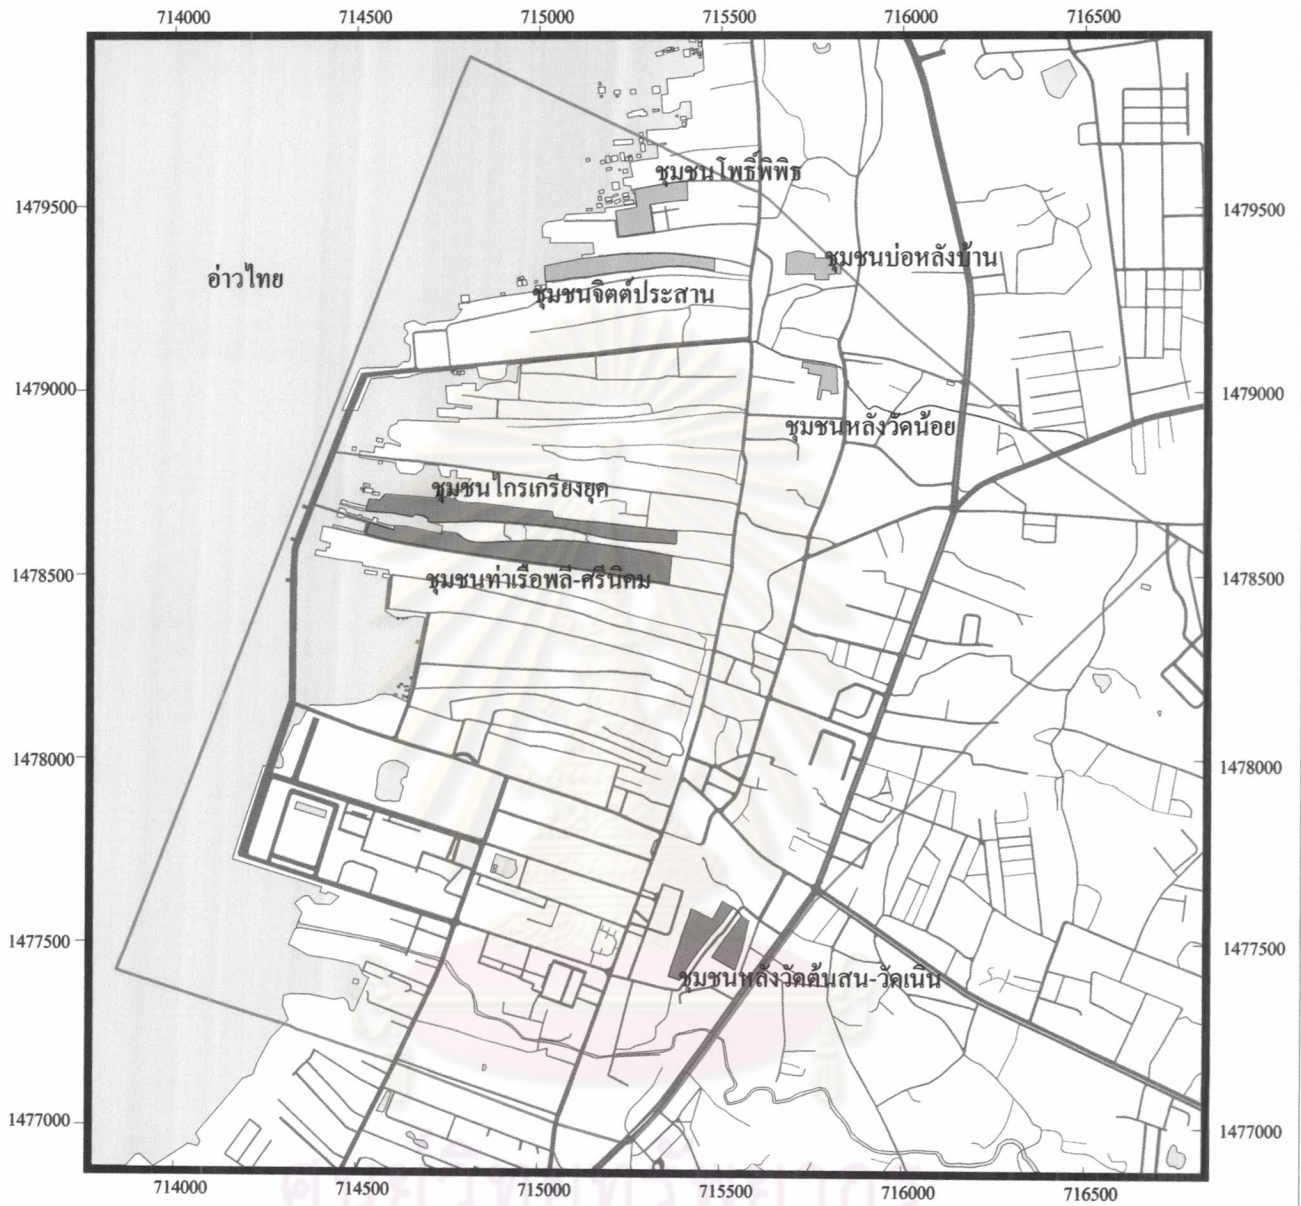 714000 714500 715000 715500 716000 716500
ชุมชนโพธิ์พิพิธ
1479500 1479500
ชุมชนบ่อหลังบ้าน
อ่าวไทย
ชุมชนจิตต์ประสาน
1479000 1479000
ชุมชนหลังวัดน้อย
ชุมชนไกรเกรียงยุค
1478500 1478500
ชุมชนท่าเรือพลี-ศรีนิคม
1478000 1478000
1477500 1477500
ชุมชนหลังวัดต้นสน-วัดเนิน
1477000 1477000
714000 714500 715000 715500 716000 716500